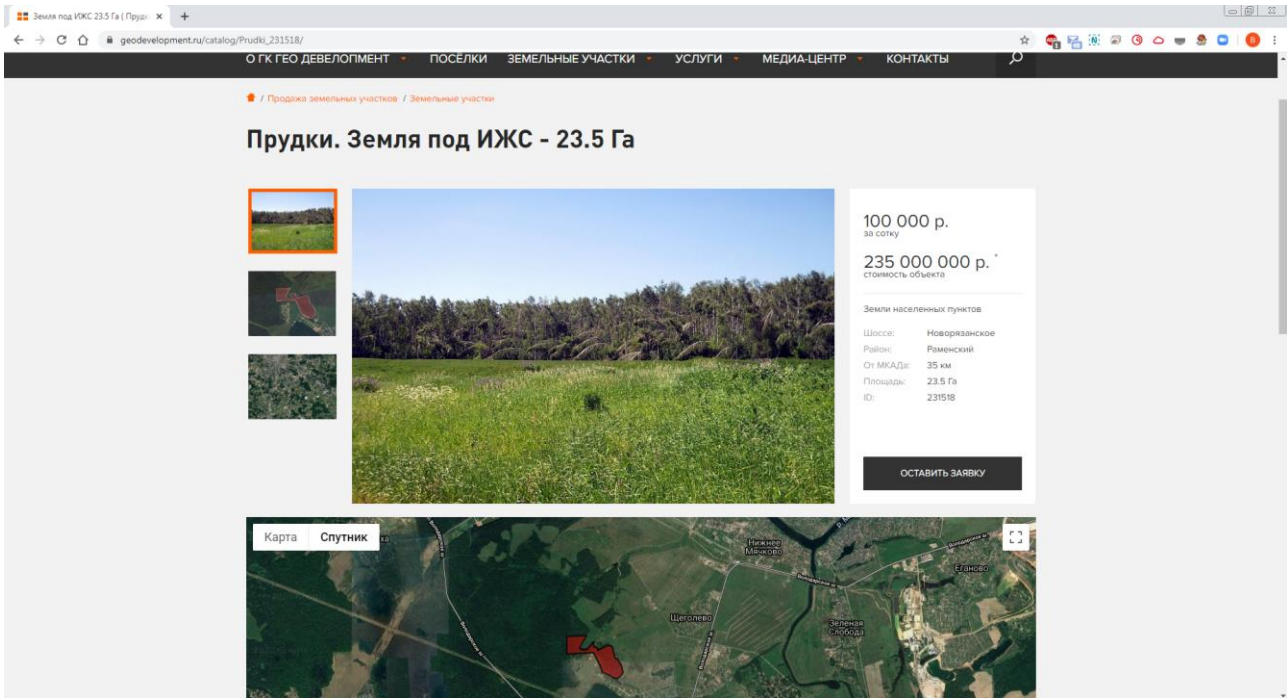 Земля под ИЖС 23.5 Га ( Пруд
geodevelopment.ru/catalog/Prudki_231518/
О ГК ГЕО ДЕВЕЛОПМЕНТ ПОСЁЛКИ ЗЕМЕЛЬНЫЕ УЧАСТКИ УСЛУГИ МЕДИА-ЦЕНТР КОНТАКТЫ
/ Продажа земельных участков / Земельные участки
Прудки. Земля под ИЖС - 23.5 Га
100 000 р.
за сотку
235 000 000 р. *
стоимость объекта
Земли населенных пунктов
Шоссе: Новорязанское
Район: Раменский
От МКАДа: 35 км
Площадь: 23.5 Га
ID: 231518
ОСТАВИТЬ ЗАЯВКУ
Карта Спутник
Нижнее
Мячково
Еганово
Щеголево
Зелёная
Слобода